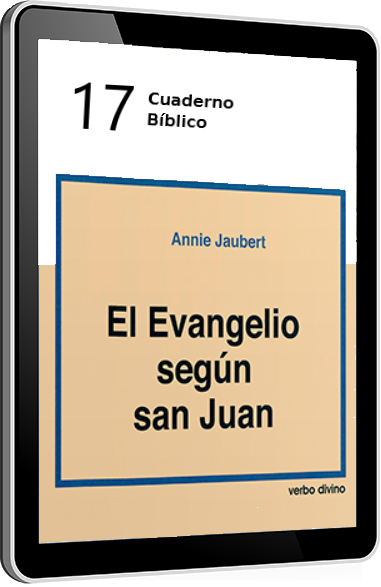 17 Cuaderno
Bíblico
Annie Jaubert
El Evangelio
según
san Juan
verbo divino